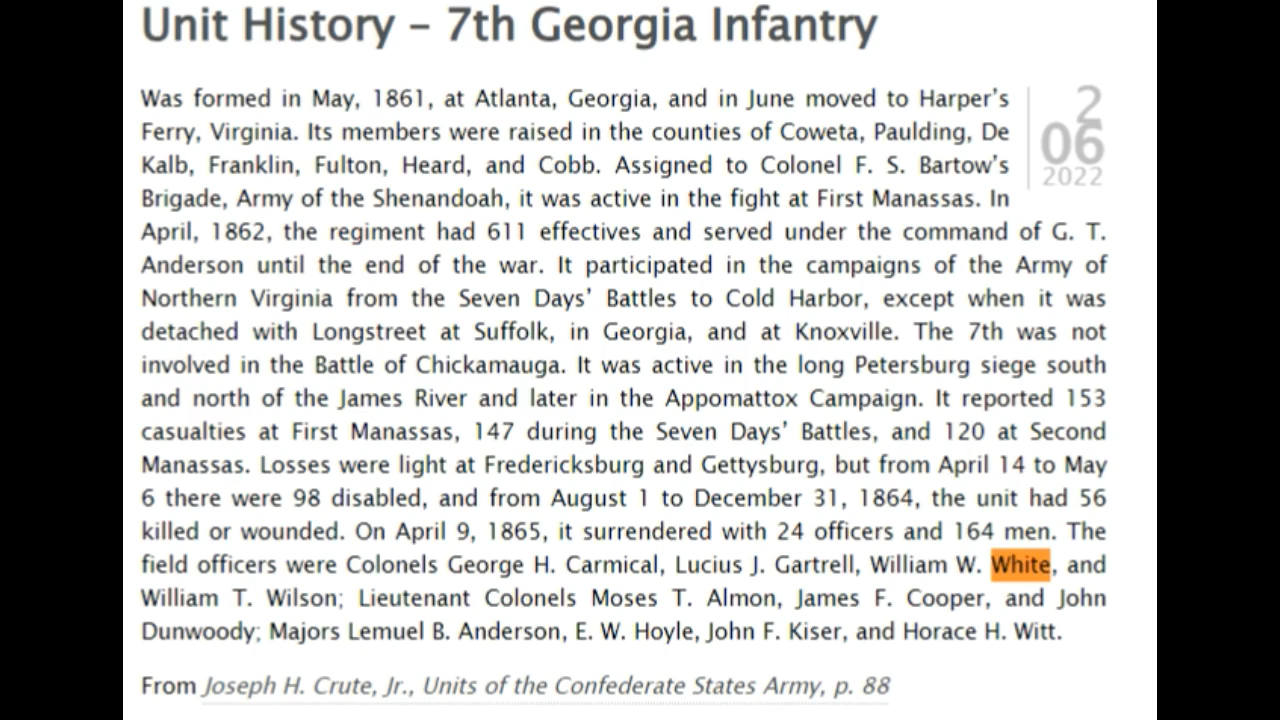 Unit History – 7th Georgia Infantry
Was formed in May, 1861, at Atlanta, Georgia, and in June moved to Harper's
Ferry, Virginia. Its members were raised in the counties of Coweta, Paulding, De
Kalb, Franklin, Fulton, Heard, and Cobb. Assigned to Colonel F. S. Bartow's
Brigade, Army of the Shenandoah, it was active in the fight at First Manassas. In
2
06
2022
April, 1862, the regiment had 611 effectives and served under the command of G. T.
Anderson until the end of the war. It participated in the campaigns of the Army of
Northern Virginia from the Seven Days' Battles to Cold Harbor, except when it was
detached with Longstreet at Suffolk, in Georgia, and at Knoxville. The 7th was not
involved in the Battle of Chickamauga. It was active in the long Petersburg siege south
and north of the James River and later in the Appomattox Campaign. It reported 153
casualties at First Manassas, 147 during the Seven Days' Battles, and 120 at Second
Manassas. Losses were light at Fredericksburg and Gettysburg, but from April 14 to May
6 there were 98 disabled, and from August 1 to December 31, 1864, the unit had 56
killed or wounded. On April 9, 1865, it surrendered with 24 officers and 164 men. The
field officers were Colonels George H. Carmical, Lucius J. Gartrell, William W. White, and
William T. Wilson; Lieutenant Colonels Moses T. Almon, James F. Cooper, and John
Dunwoody; Majors Lemuel B. Anderson, E. W. Hoyle, John F. Kiser, and Horace H. Witt.
From Joseph H. Crute, Jr., Units of the Confederate States Army, p. 88